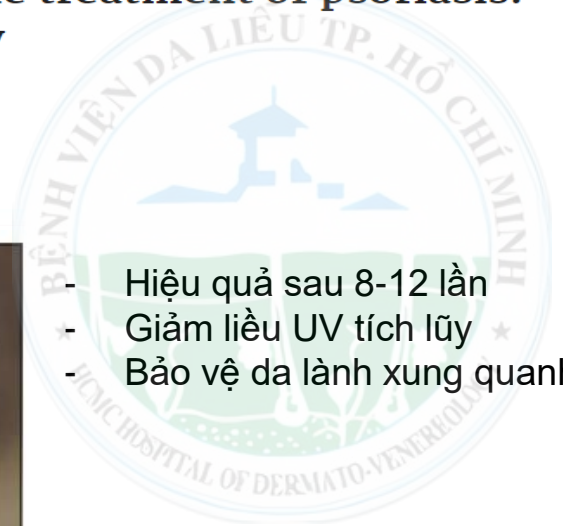 treatment of psoriasis.
BỆNH VIỆN DA LIỄU TP. HỒ CHÍ MINH
- Hiệu quả sau 8-12 lần
- Giảm liều UV tích lũy
- Bảo vệ da lành xung quanh
HCMC HOSPITAL OF DERMATO-VENEREOLOGY